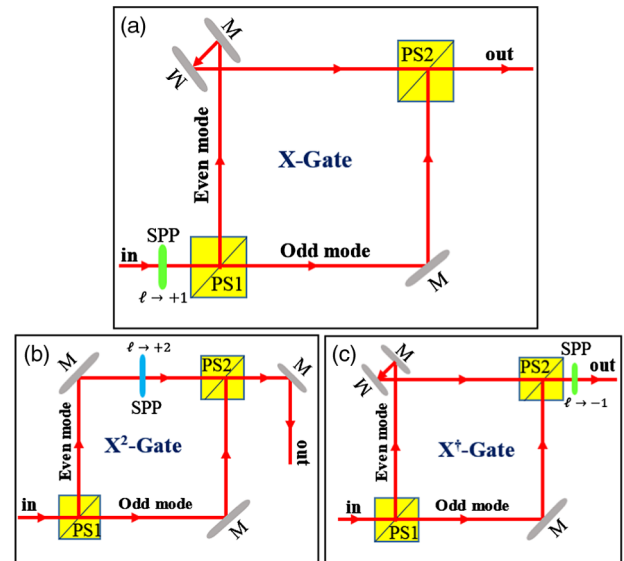 (a)
M
M
PS2
out
Even mode
X-Gate
in
SPP
Odd mode
PS1
M
ℓ → +1
(b)
ℓ → +2
M
SPP
PS2
M
Even mode
X²-Gate
out
in
Odd mode
PS1
M
(c)
M
M
PS2
SPP
out
ℓ → −1
Even mode
X†-Gate
in
Odd mode
PS1
M